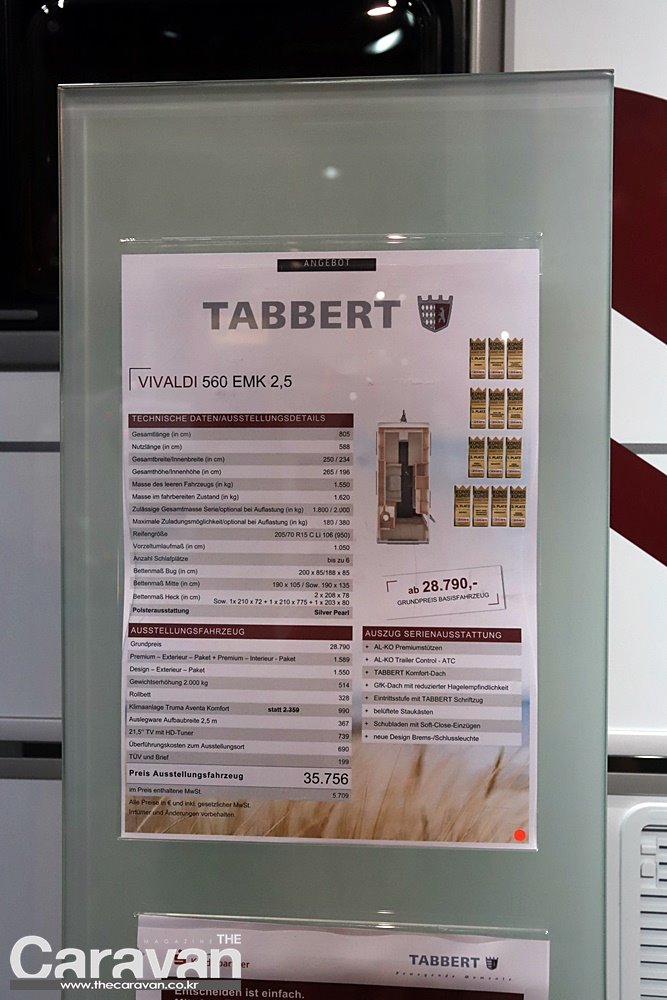 ANGEBOT
TABBERT
VIVALDI 560 EMK 2,5
TECHNISCHE DATEN/AUSSTELLUNGSDETAILS
Gesamtlänge (in cm) 805
Nutzlänge (in cm) 588
Gesamtbreite/Innenbreite (in cm) 250 / 234
Gesamthöhe/Innenhöhe (in cm) 265 / 196
Masse des leeren Fahrzeugs (in kg) 1.550
Masse im fahrbereiten Zustand (in kg) 1.620
Zulässige Gesamtmasse Serie/optional bei Auflastung (in kg) 1.800 / 2.000
Maximale Zuladungsmöglichkeit/optional bei Auflastung (in kg) 180 / 380
Reifengröße 205/70 R15 C Li 106 (950)
Vorzeltumlaufmaß (in cm) 1.050
Anzahl Schlafplätze bis zu 6
Bettenmaß Bug (in cm) 200 x 85/188 x 85
Bettenmaß Mitte (in cm) 190 x 105 / Sow. 190 x 135
Bettenmaß Heck (in cm) 2 x 208 x 78
Sow. 1x 210 x 72 + 1 x 210 x 775 + 1 x 203 x 80
Polsterausstattung Silver Pearl
ab 28.790,-
GRUNDPREIS BASISFAHRZEUG
AUSSTELLUNGSFAHRZEUG
Grundpreis 28.790
Premium – Exterieur – Paket + Premium – Interieur - Paket 1.589
Design – Exterieur – Paket 1.550
Gewichtserhöhung 2.000 kg 514
Rollbett 328
Klimaanlage Truma Aventa Komfort statt 2.359 990
Auslegware Aufbaubreite 2,5 m 367
21,5" TV mit HD-Tuner 739
Überführungskosten zum Ausstellungsort 690
TÜV und Brief 199
Preis Ausstellungsfahrzeug 35.756
im Preis enthaltene MwSt. 5.709
Alle Preise in € und inkl. gesetzlicher MwSt.
Irrtümer und Änderungen vorbehalten.
AUSZUG SERIENAUSSTATTUNG
+ AL-KO Premiumstützen
+ AL-KO Trailer Control - ATC
+ TABBERT Komfort-Dach
+ GfK-Dach mit reduzierter Hagelempfindlichkeit
+ Eintrittsstufe mit TABBERT Schriftzug
+ belüftete Staukästen
+ Schubladen mit Soft-Close-Einzügen
+ neue Design Brems-/Schlussleuchte
MAGAZINE THE
Caravan
www.thecaravan.co.kr
TABBERT
Entscheiden ist einfach.